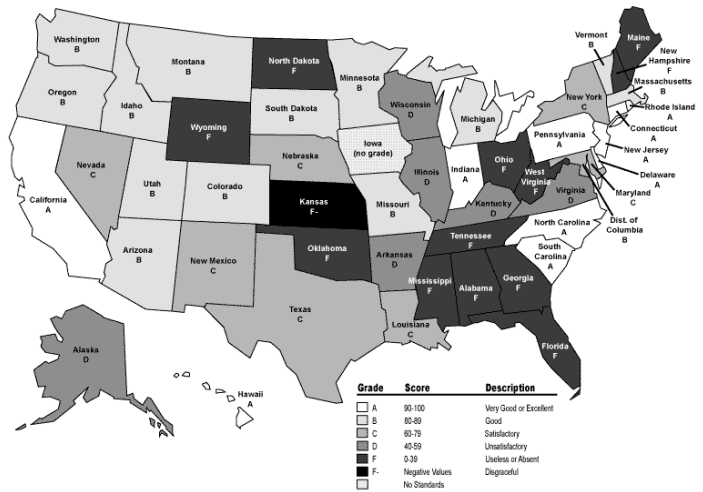 Washington
B
Oregon
B
California
A
Nevada
C
Idaho
B
Montana
B
Wyoming
F
Utah
B
Colorado
B
Arizona
B
New Mexico
C
North Dakota
F
South Dakota
B
Nebraska
C
Kansas
F-
Oklahoma
F
Texas
C
Minnesota
B
Iowa
(no grade)
Missouri
B
Arkansas
D
Louisiana
C
Wisconsin
D
Illinois
D
Michigan
B
Indiana
A
Ohio
F
Kentucky
D
Tennessee
F
Mississippi
F
Alabama
F
Georgia
F
Florida
F
South
Carolina
A
North Carolina
A
Virginia
D
West
Virginia
F
Pennsylvania
A
New York
C
Vermont
B
Maine
F
New
Hampshire
F
Massachusetts
B
Rhode Island
A
Connecticut
A
New Jersey
A
Delaware
A
Maryland
C
Dist. of
Columbia
B
Alaska
D
Hawaii
A
Grade Score Description
A 90-100 Very Good or Excellent
B 80-89 Good
C 60-79 Satisfactory
D 40-59 Unsatisfactory
F 0-39 Useless or Absent
F- Negative Values Disgraceful
No Standards